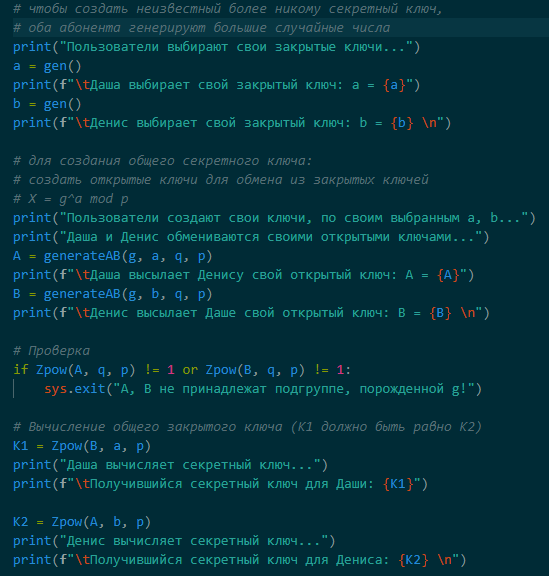 # чтобы создать неизвестный более никому секретный ключ,
# оба абонента генерируют большие случайные числа
print("Пользователи выбирают свои закрытые ключи...")
a = gen()
print(f"\tДаша выбирает свой закрытый ключ: a = {a}")
b = gen()
print(f"\tДенис выбирает свой закрытый ключ: b = {b} \n")
# для создания общего секретного ключа:
# создать открытые ключи для обмена из закрытых ключей
# X = g^a mod p
print("Пользователи создают свои ключи, по своим выбранным a, b...")
print("Даша и Денис обмениваются своими открытыми ключами...")
A = generateAB(g, a, q, p)
print(f"\tДаша высылает Денису свой открытый ключ: A = {A}")
B = generateAB(g, b, q, p)
print(f"\tДенис высылает Даше свой открытый ключ: B = {B} \n")
# Проверка
if Zpow(A, q, p) != 1 or Zpow(B, q, p) != 1:
    sys.exit("A, B не принадлежат подгруппе, порожденной g!")
# Вычисление общего закрытого ключа (K1 должно быть равно K2)
K1 = Zpow(B, a, p)
print("Даша вычисляет секретный ключ...")
print(f"\tПолучившийся секретный ключ для Даши: {K1}")
K2 = Zpow(A, b, p)
print("Денис вычисляет секретный ключ...")
print(f"\tПолучившийся секретный ключ для Дениса: {K2} \n")